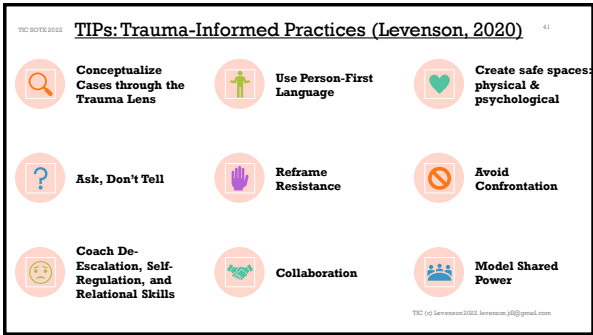 TIC SOTX 2022
TIPs: Trauma-Informed Practices (Levenson, 2020)
41
Conceptualize
Cases through the
Trauma Lens
Use Person-First
Language
Create safe spaces:
physical &
psychological
Ask, Don't Tell
Reframe
Resistance
Avoid
Confrontation
Coach De-
Escalation, Self-
Regulation, and
Relational Skills
Collaboration
Model Shared
Power
TIC (c) Levenson2022. levenson.jill@gmail.com